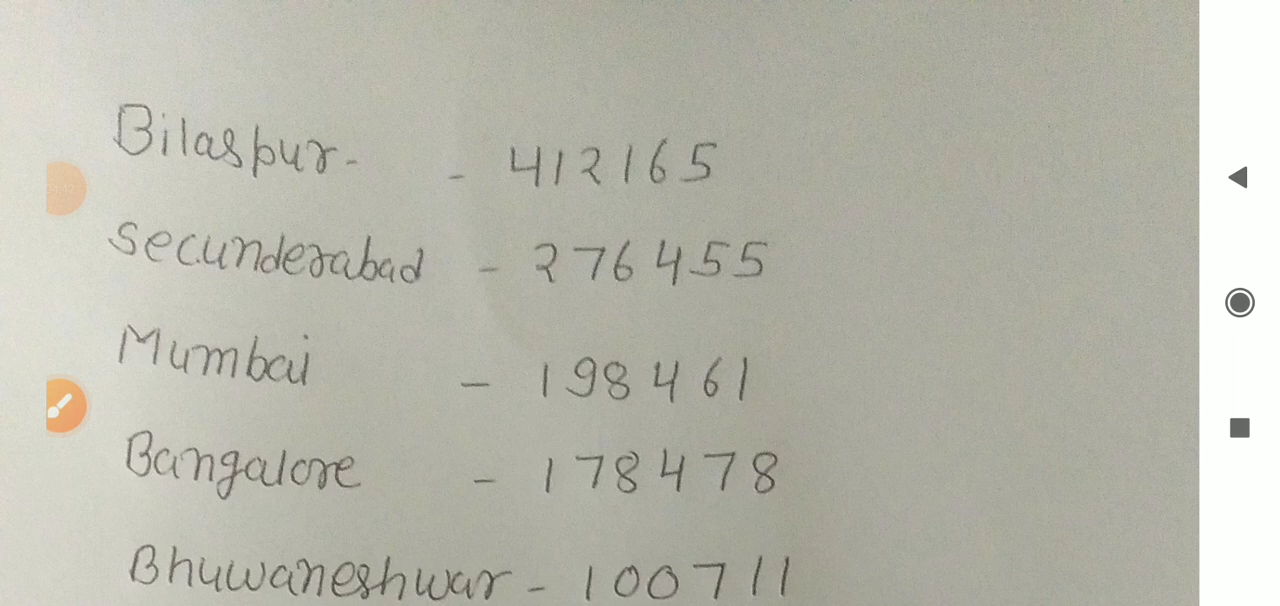 Bilaspur. - 412165
Secunderabad - 276455
Mumbai - 198461
Bangalore - 178478
Bhuwaneshwar - 100711